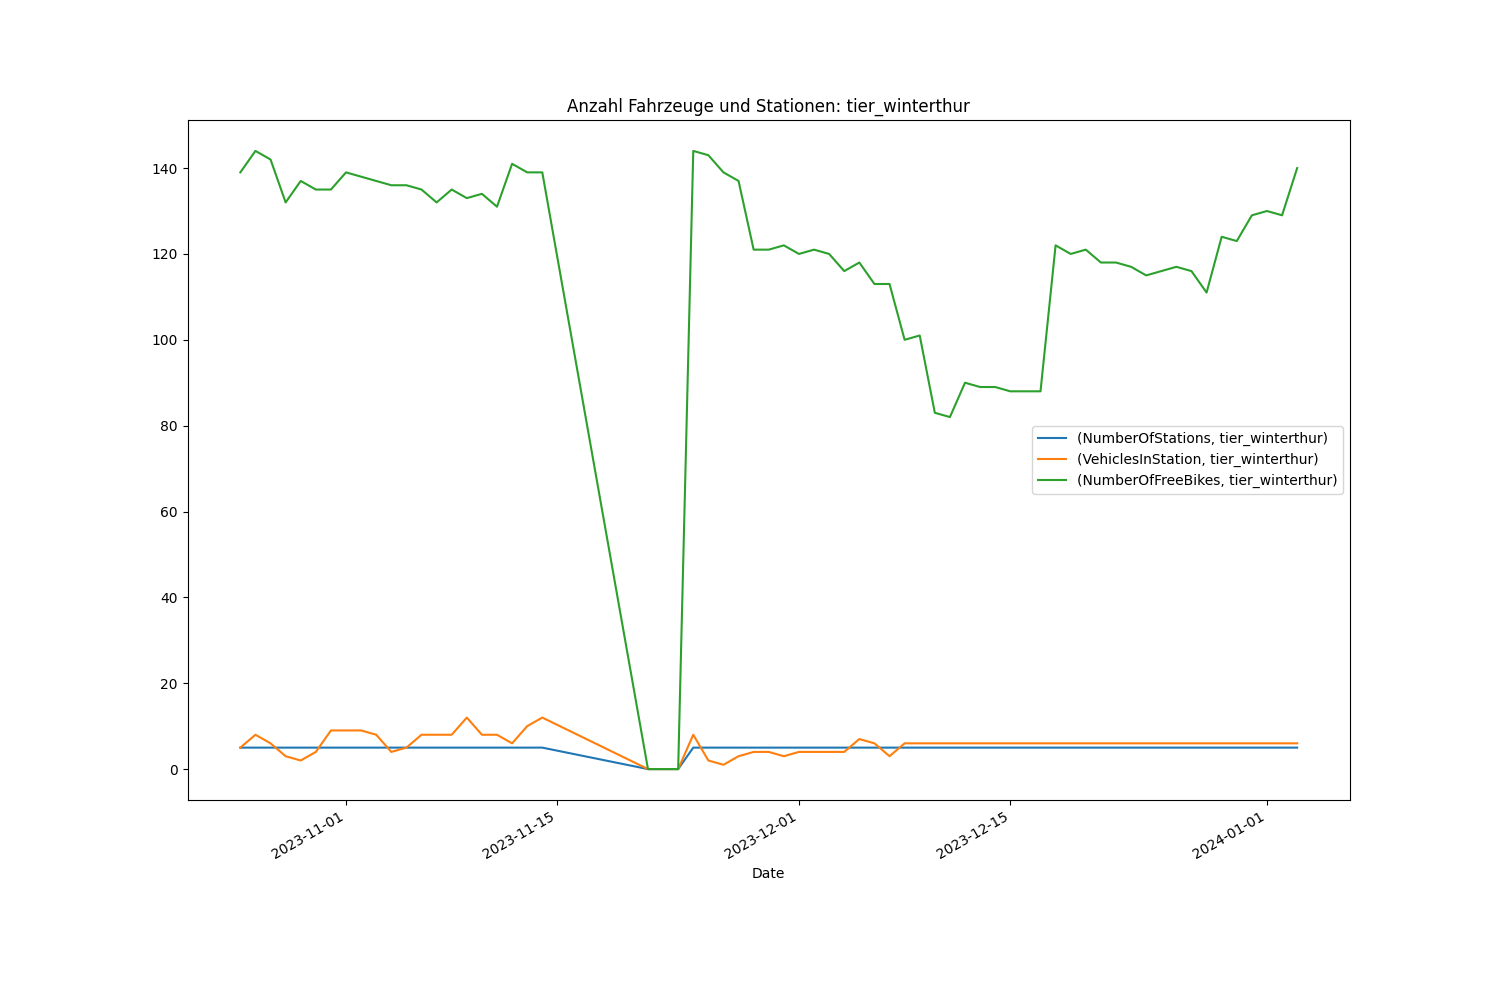 Anzahl Fahrzeuge und Stationen: tier_winterthur
140
120
100
80
60
40
20
0
(NumberOfStations, tier_winterthur)
(VehiclesInStation, tier_winterthur)
(NumberOfFreeBikes, tier_winterthur)
2023-11-01
2023-11-15
2023-12-01
2023-12-15
2024-01-01
Date